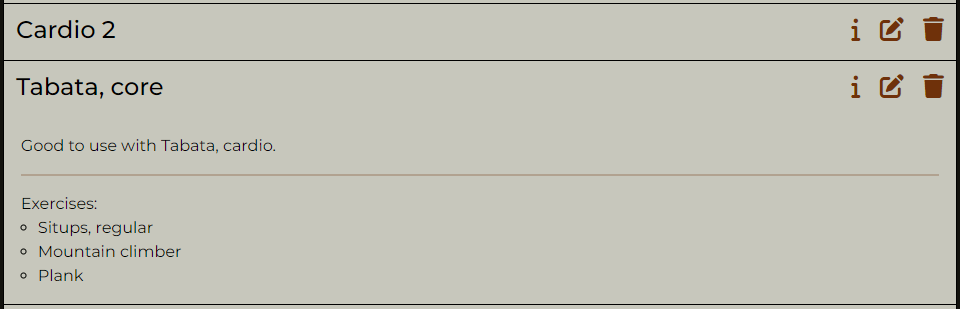 Cardio 2
Tabata, core
Good to use with Tabata, cardio.
Exercises:
Situps, regular
Mountain climber
Plank